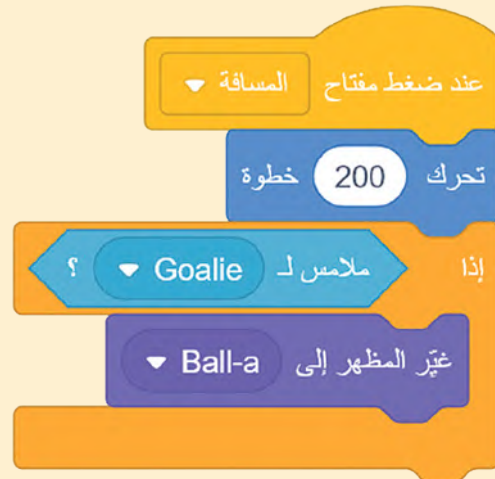 عند ضغط مفتاح المسافة
تحرك 200 خطوة
إذا ملامس لـ Goalie ؟
غيّر المظهر إلى Ball-a